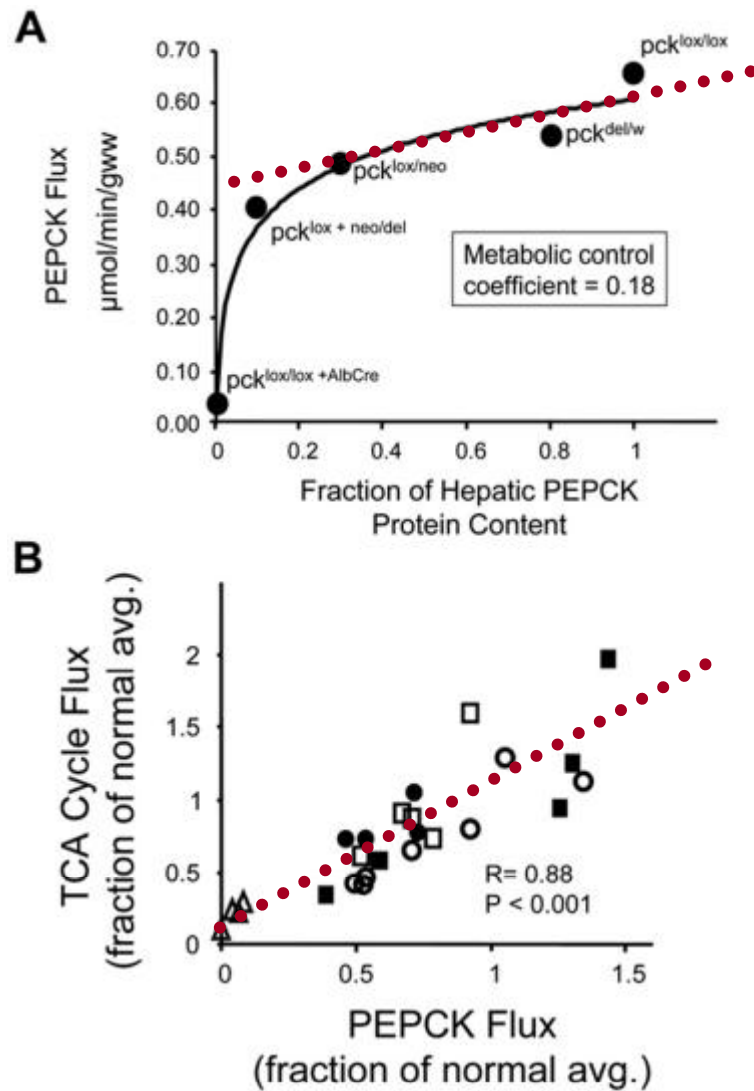 A
PEPCK Flux
µmol/min/gww
0.70
0.60
0.50
0.40
0.30
0.20
0.10
0.00
pck^lox/lox
pck^del/w
pck^lox/neo
pck^lox + neo/del
Metabolic control
coefficient = 0.18
pck^lox/lox +AlbCre
0 0.2 0.4 0.6 0.8 1
Fraction of Hepatic PEPCK
Protein Content
B
TCA Cycle Flux
(fraction of normal avg.)
2
1.5
1
0.5
0
R= 0.88
P < 0.001
0 0.5 1 1.5
PEPCK Flux
(fraction of normal avg.)